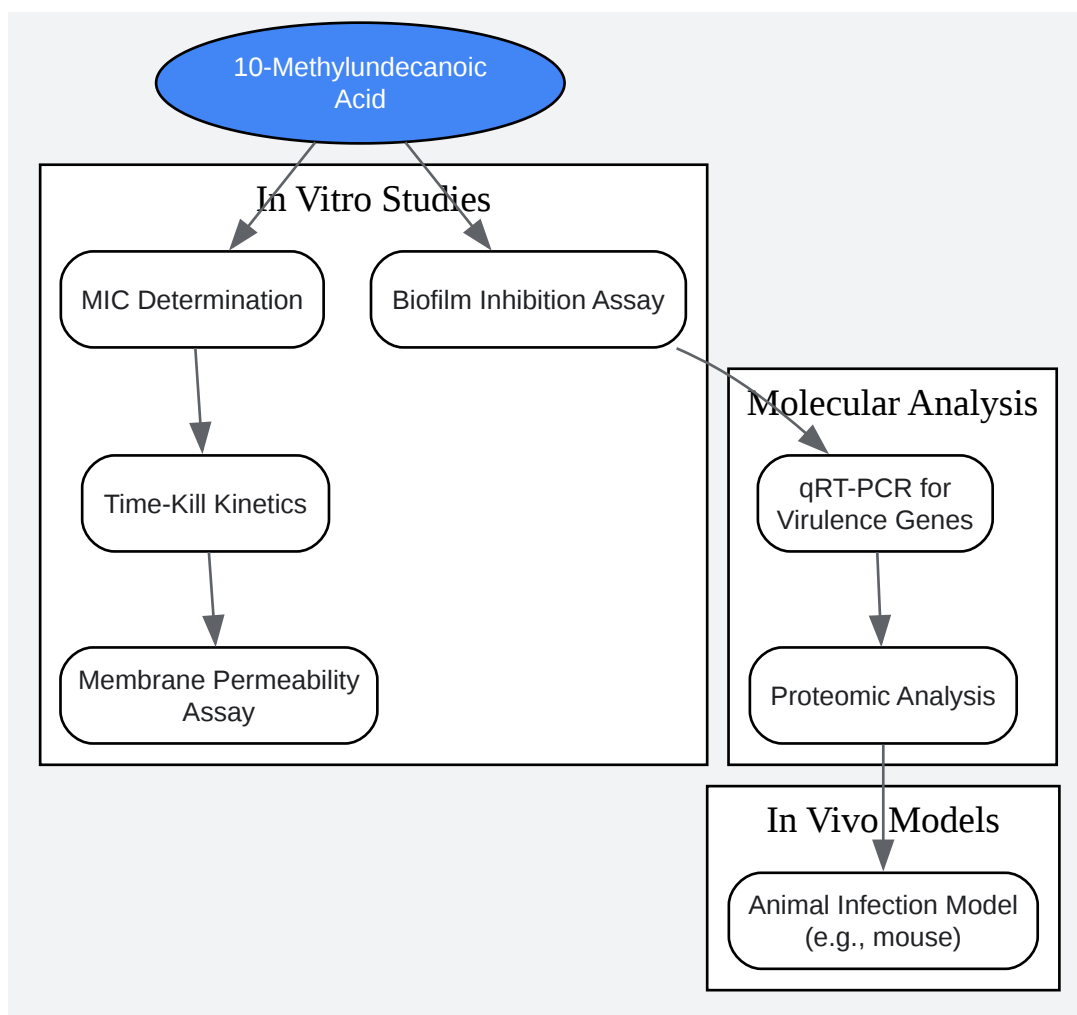 10-Methylundecanoic
Acid
In Vitro Studies
MIC Determination
Biofilm Inhibition Assay
Time-Kill Kinetics
Membrane Permeability
Assay
Molecular Analysis
qRT-PCR for
Virulence Genes
Proteomic Analysis
In Vivo Models
Animal Infection Model
(e.g., mouse)